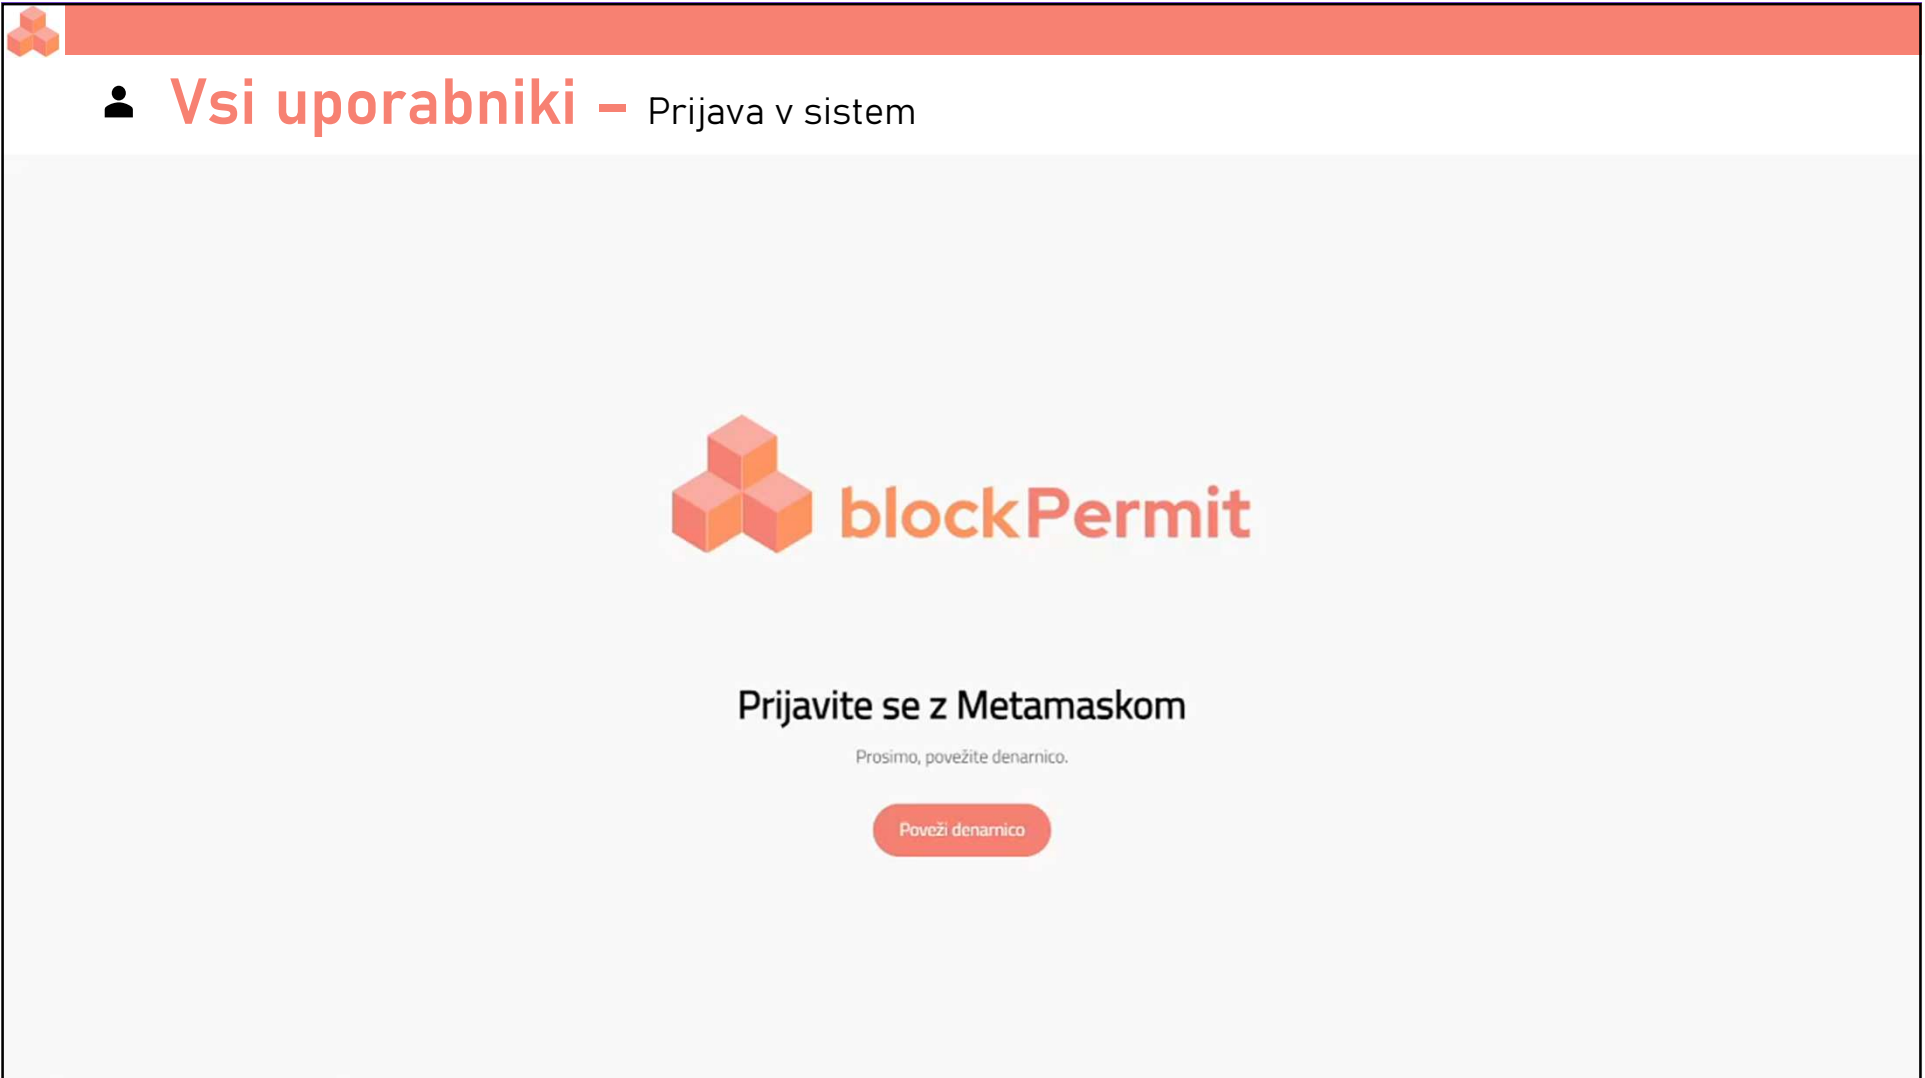 Vsi uporabniki – Prijava v sistem
blockPermit
Prijavite se z Metamaskom
Prosimo, povežite denarnico.
Poveži denarnico